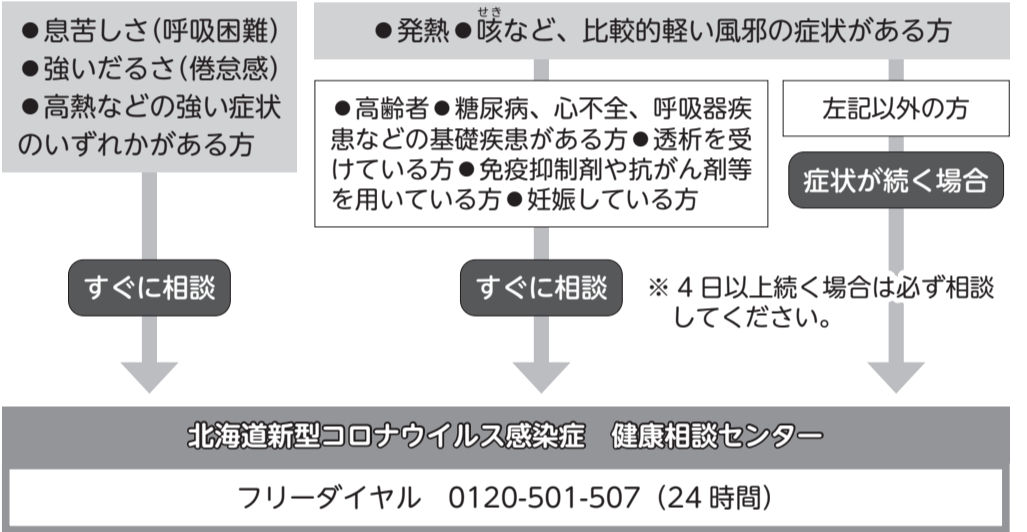 ●息苦しさ(呼吸困難)
●強いだるさ(倦怠感)
●高熱などの強い症状
のいずれかがある方
すぐに相談
せき
●発熱●咳など、比較的軽い風邪の症状がある方
●高齢者●糖尿病、心不全、呼吸器疾
患などの基礎疾患がある方●透析を受
けている方●免疫抑制剤や抗がん剤等
を用いている方●妊娠している方
すぐに相談
左記以外の方
症状が続く場合
※ 4日以上続く場合は必ず相談
してください。
北海道新型コロナウイルス感染症　健康相談センター
フリーダイヤル　0120-501-507（24時間）